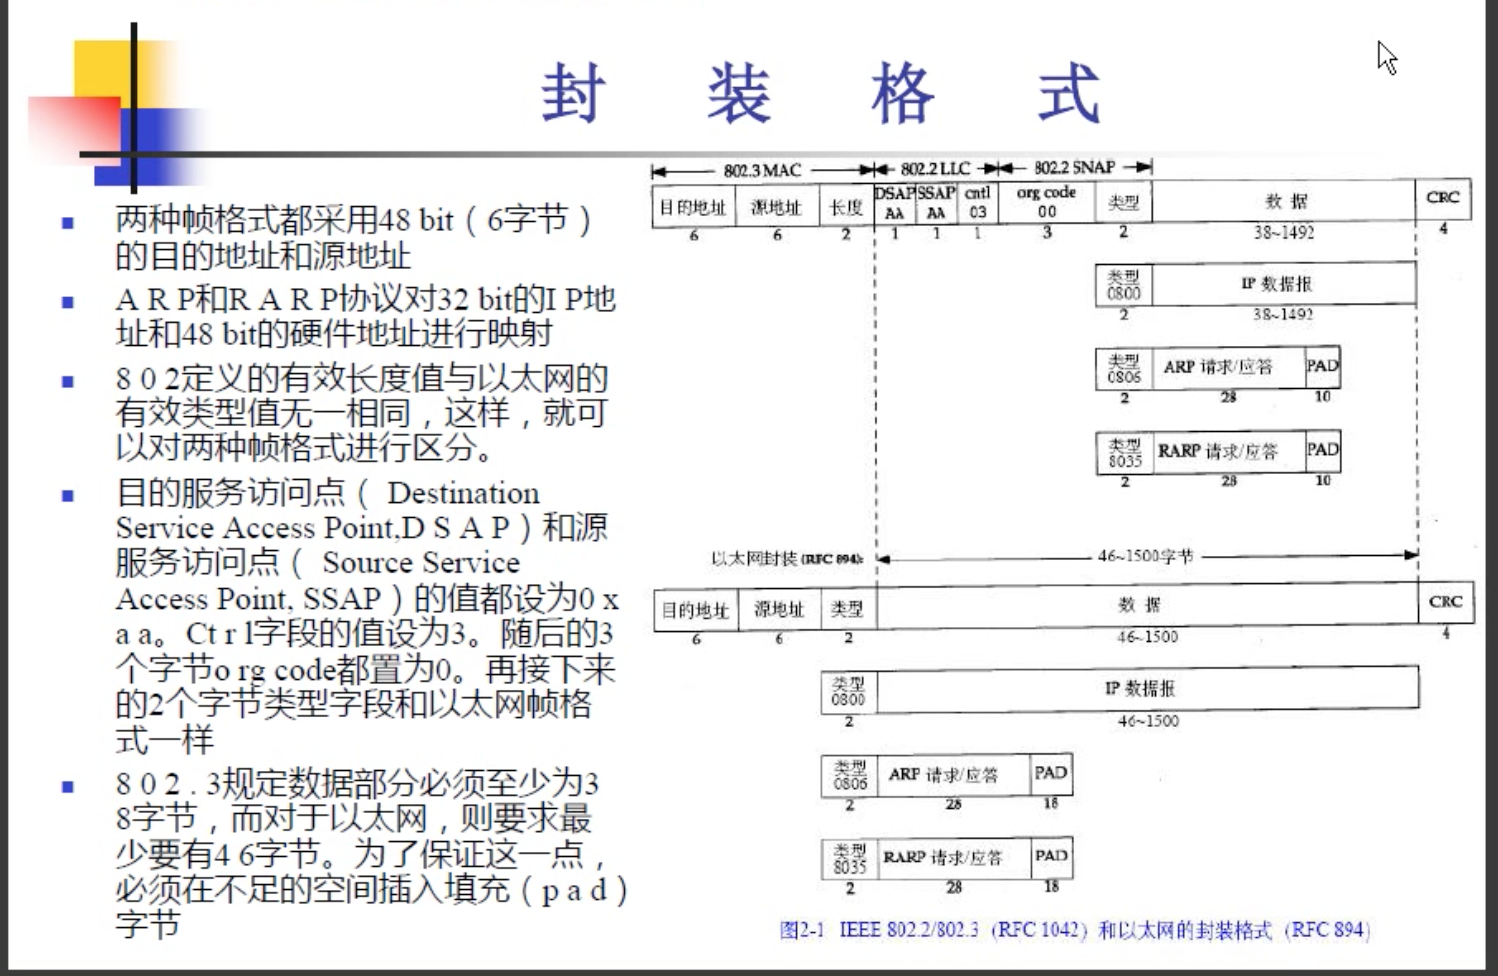 封 装 格 式
两种帧格式都采用48 bit（6字节）
的目的地址和源地址
A R P和R A R P协议对32 bit的I P地
址和48 bit的硬件地址进行映射
8 0 2定义的有效长度值与以太网的
有效类型值无一相同，这样，就可
以对两种帧格式进行区分。
目的服务访问点（ Destination
Service Access Point,D S A P）和源
服务访问点（ Source Service
Access Point, SSAP）的值都设为0 x
a a。Ct r l字段的值设为3。随后的3
个字节o rg code都置为0。再接下来
的2个字节类型字段和以太网帧格
式一样
8 0 2 . 3规定数据部分必须至少为3
8字节，而对于以太网，则要求最
少要有4 6字节。为了保证这一点，
必须在不足的空间插入填充（p a d）
字节
802.3 MAC 802.2 LLC 802.2 SNAP
目的地址 源地址 长度 DSAP AA SSAP AA cntl 03 org code 00 类型 数 据 CRC
6 6 2 1 1 1 3 2 38~1492 4
类型 0800 IP 数据报
2 38~1492
类型 0806 ARP 请求/应答 PAD
2 28 10
类型 8035 RARP 请求/应答 PAD
2 28 10
以太网封装 (RFC 894): 46~1500字节
目的地址 源地址 类型 数 据 CRC
6 6 2 46~1500 4
类型 0800 IP 数据报
2 46~1500
类型 0806 ARP 请求/应答 PAD
2 28 18
类型 8035 RARP 请求/应答 PAD
2 28 18
图2-1 IEEE 802.2/802.3（RFC 1042）和以太网的封装格式（RFC 894）